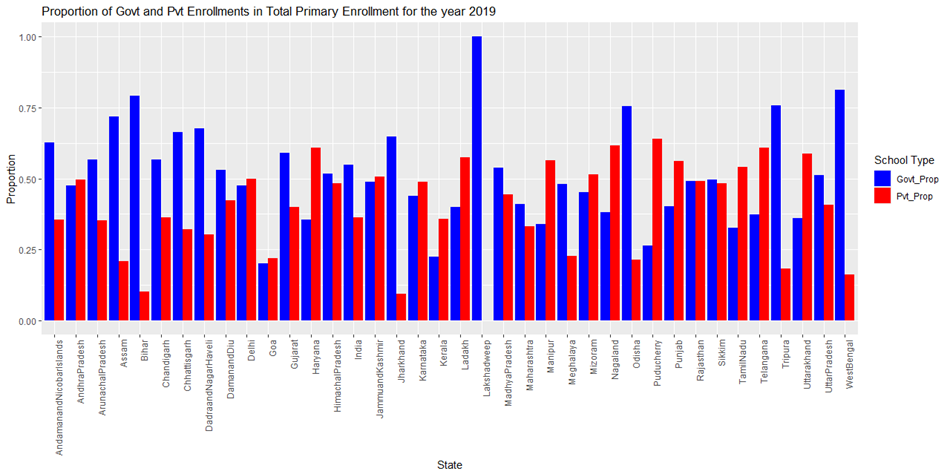 Proportion of Govt and Pvt Enrollments in Total Primary Enrollment for the year 2019
1.00
0.75
0.50
0.25
0.00
Proportion
AndamanandNicobarIslands
AndhraPradesh
ArunachalPradesh
Assam
Bihar
Chandigarh
Chhattisgarh
DadraandNagarHaveli
DamanandDiu
Delhi
Goa
Gujarat
Haryana
HimachalPradesh
India
JammuandKashmir
Jharkhand
Karnataka
Kerala
Ladakh
Lakshadweep
MadhyaPradesh
Maharashtra
Manipur
Meghalaya
Mizoram
Nagaland
Odisha
Puducherry
Punjab
Rajasthan
Sikkim
TamilNadu
Telangana
Tripura
Uttarakhand
UttarPradesh
WestBengal
State
School Type
Govt_Prop
Pvt_Prop